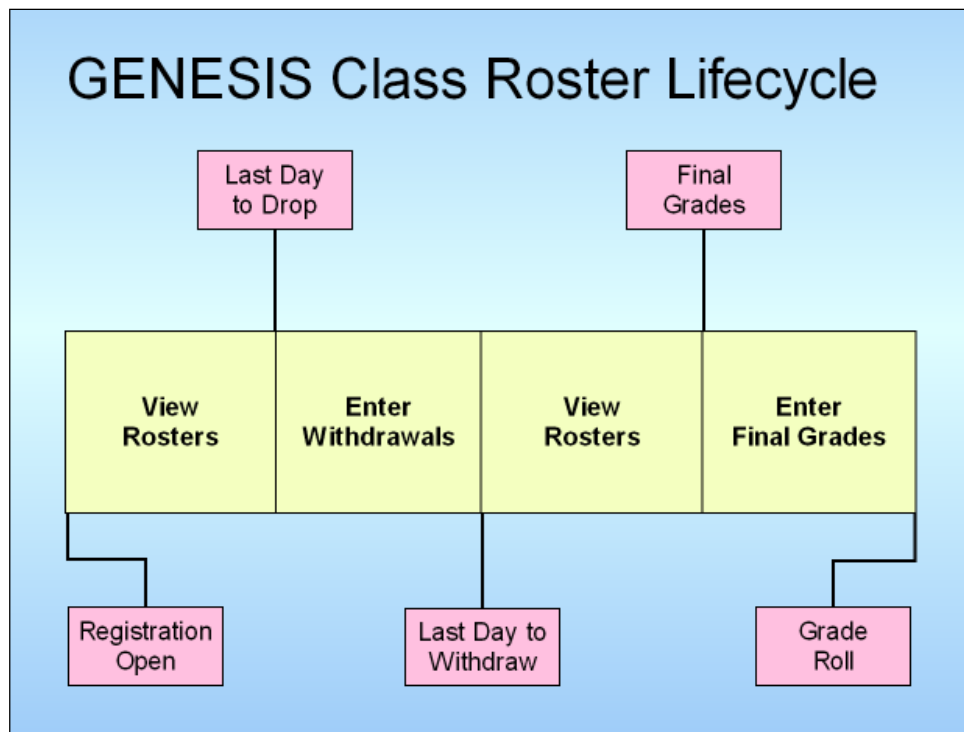 GENESIS Class Roster Lifecycle
Last Day
to Drop
Final
Grades
View
Rosters
Enter
Withdrawals
View
Rosters
Enter
Final Grades
Registration
Open
Last Day to
Withdraw
Grade
Roll